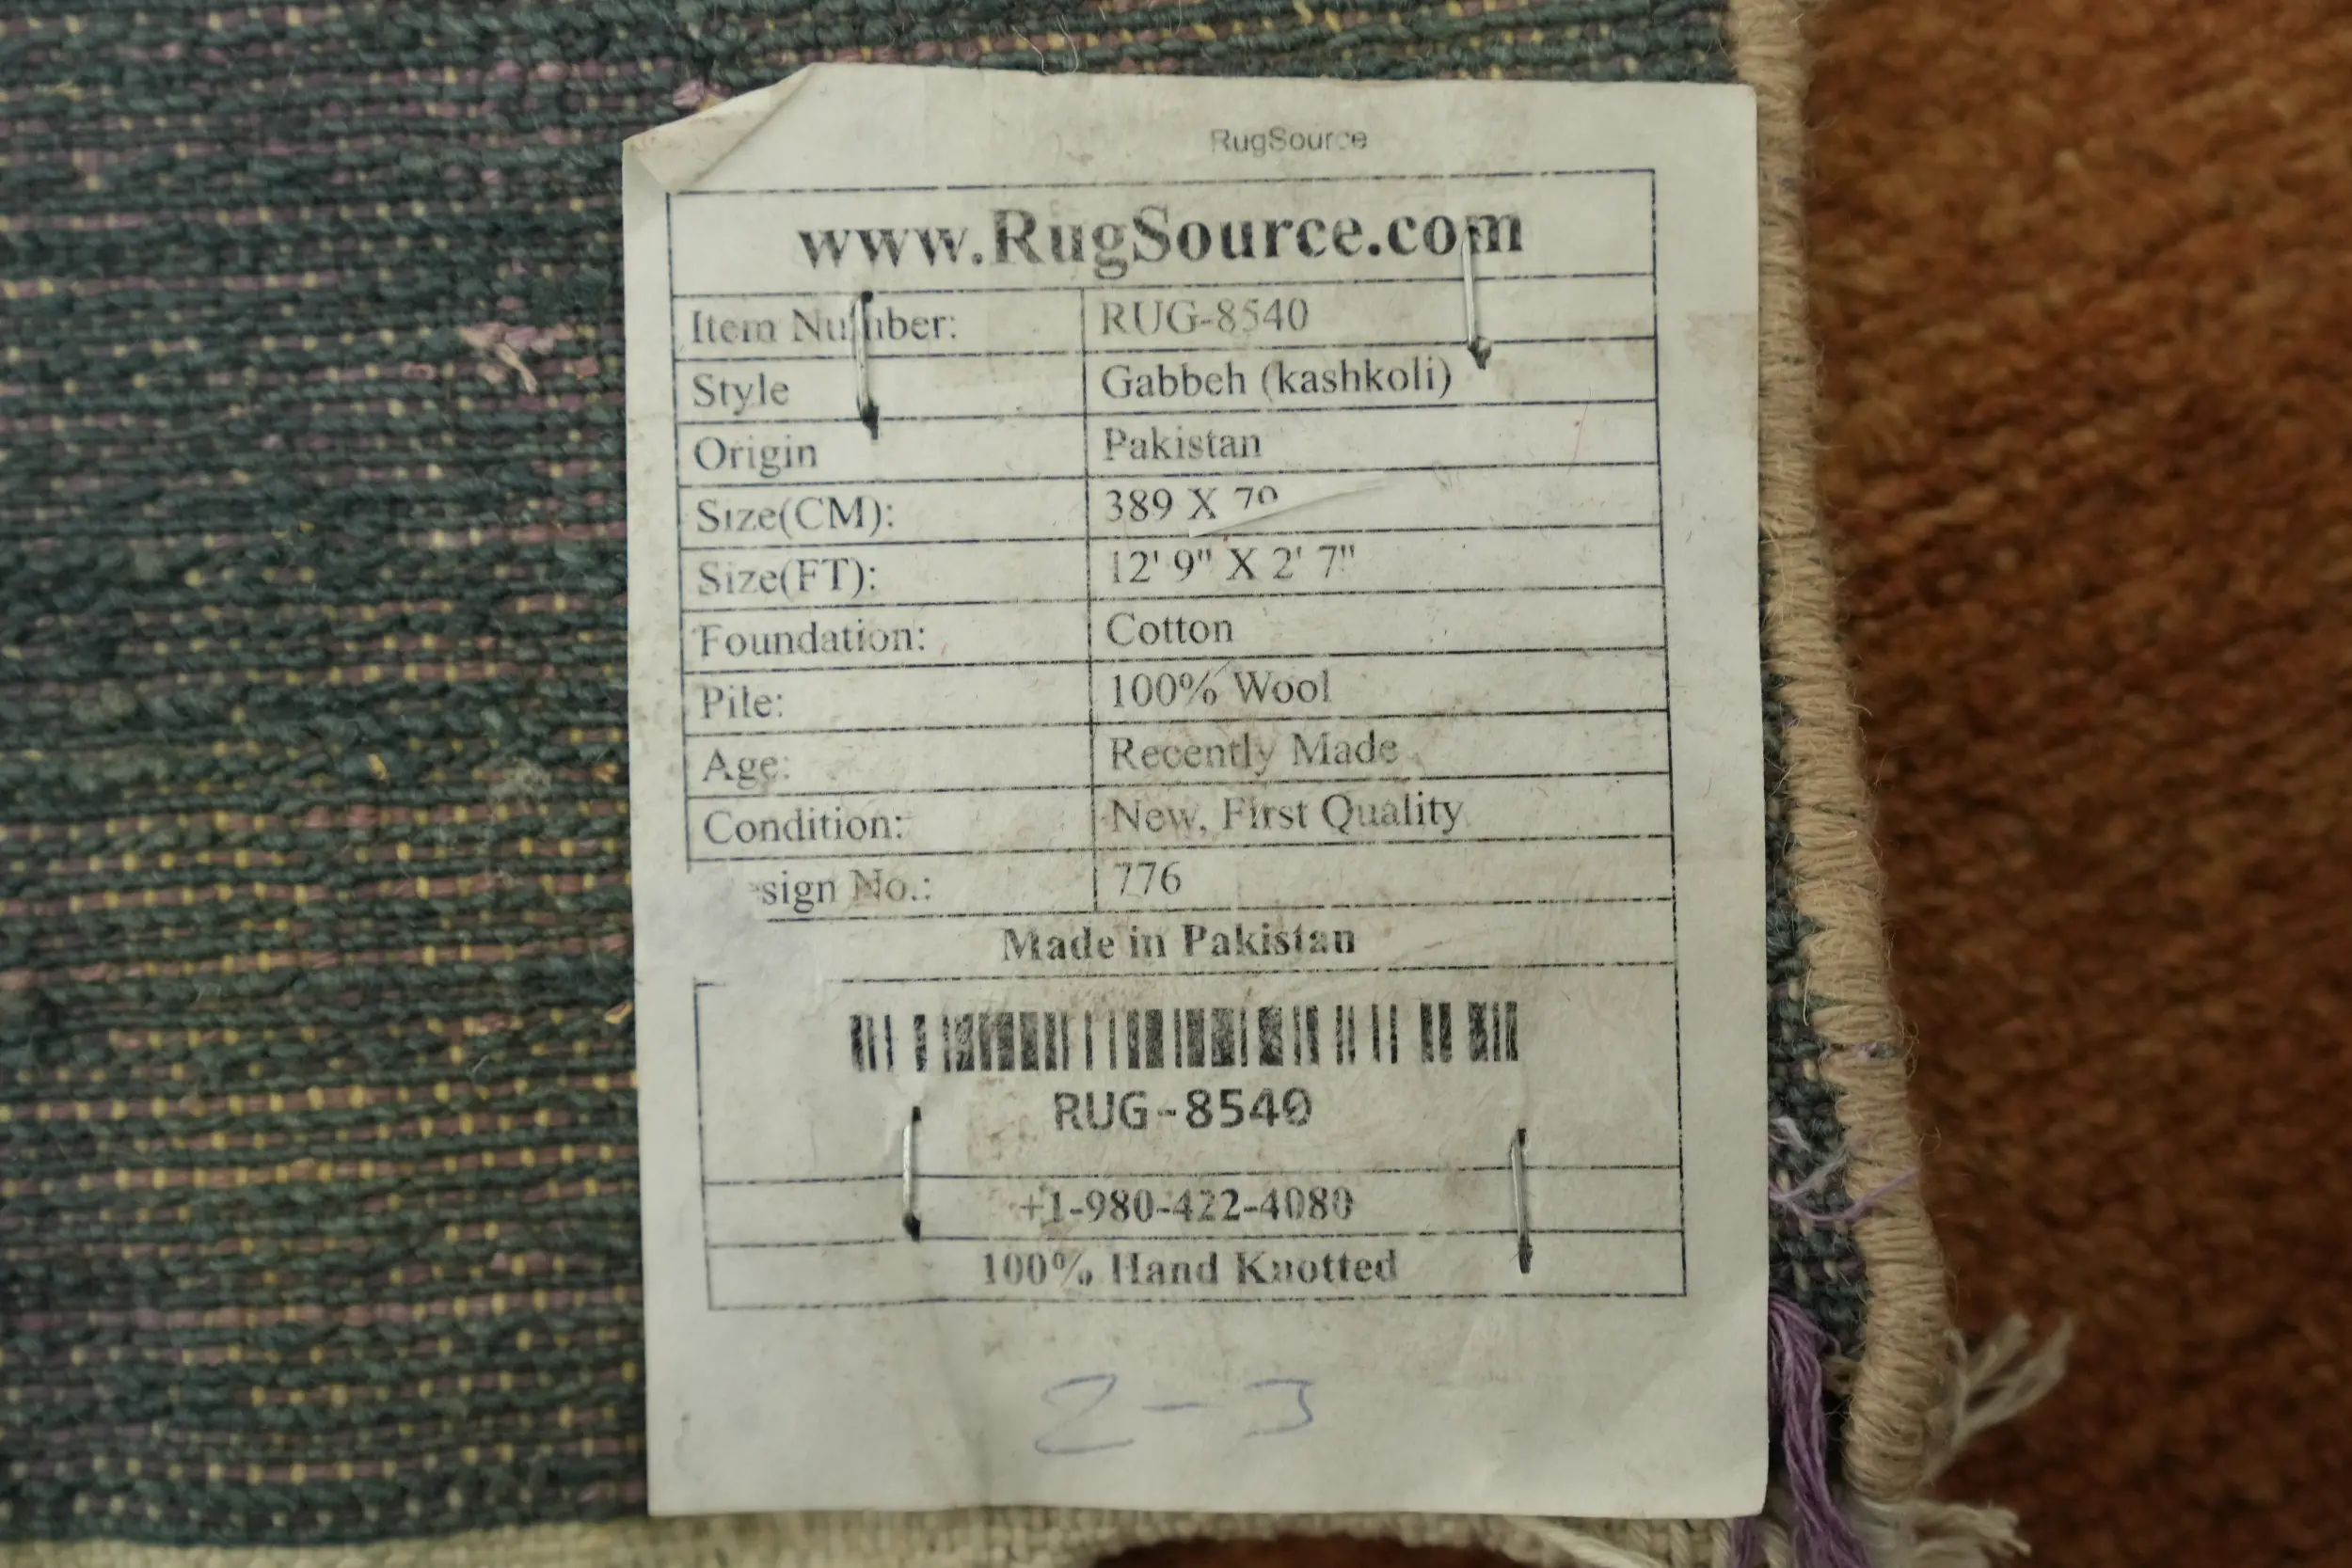 RugSource
www.RugSource.com
Item Number: RUG-8540
Style Gabbeh (kashkoli)
Origin Pakistan
Size(CM): 389 X
Size(FT): 12' 9" X 2' 7"
Foundation: Cotton
Pile: 100% Wool
Age: Recently Made
Condition: New, First Quality
sign No.: 776
Made in Pakistan
RUG-8540
+1-980-422-4080
100% Hand Knotted
2-3